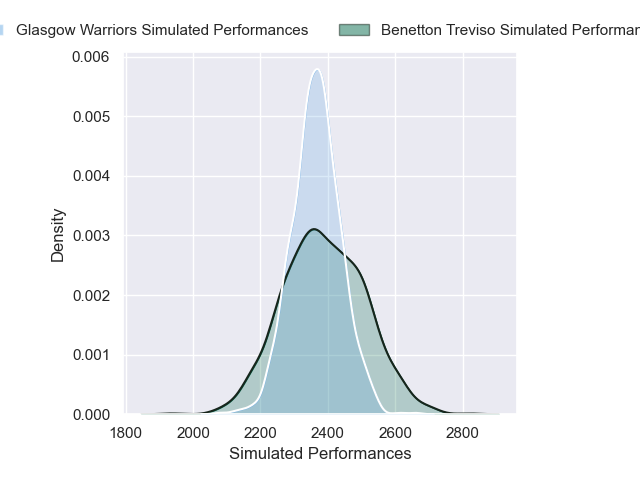 Glasgow Warriors Simulated Performances
Benetton Treviso Simulated
0.006
0.005
0.004
0.003
0.002
0.001
0.000
Density
1800 2000 2200 2400 2600 2800
Simulated Performances